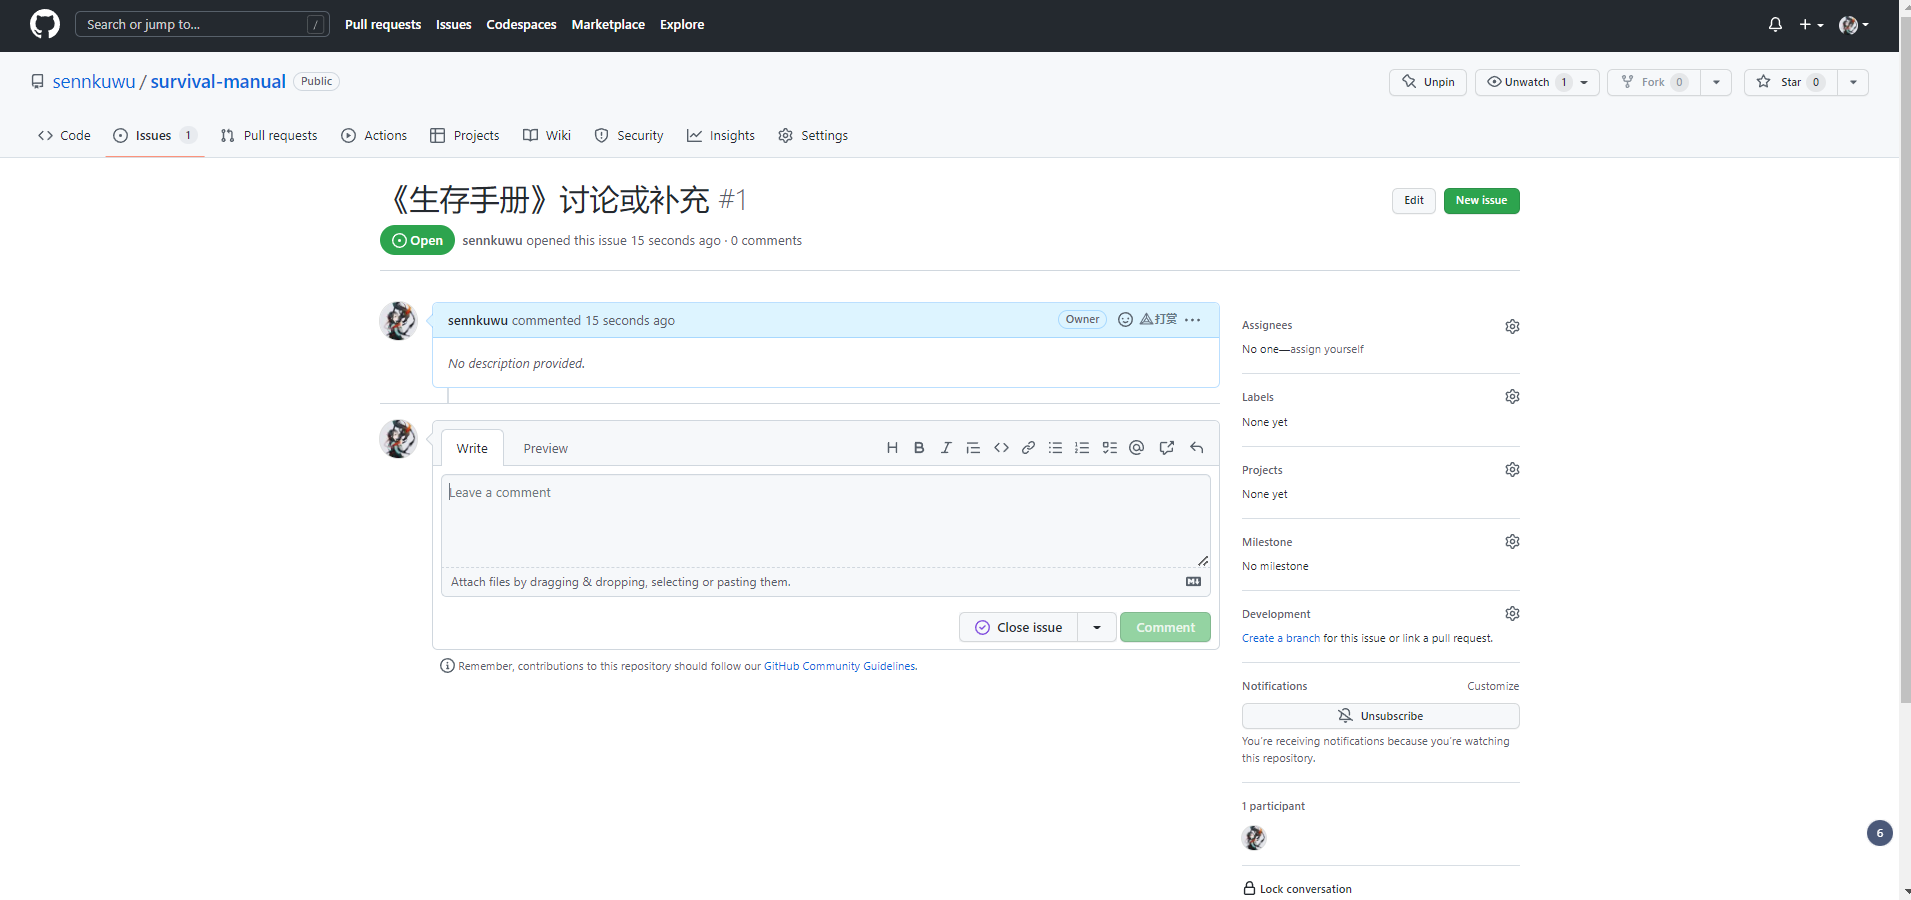 Search or jump to... /
Pull requests Issues Codespaces Marketplace Explore
sennkuwu / survival-manual Public
Unpin Unwatch 1 Fork 0 Star 0
Code Issues 1 Pull requests Actions Projects Wiki Security Insights Settings
《生存手册》讨论或补充 #1
Edit New issue
Open sennkuwu opened this issue 15 seconds ago · 0 comments
sennkuwu commented 15 seconds ago Owner 打赏 ...
No description provided.
Write Preview
H B I
Leave a comment
Attach files by dragging & dropping, selecting or pasting them.
Close issue Comment
Remember, contributions to this repository should follow our GitHub Community Guidelines.
Assignees
No one—assign yourself
Labels
None yet
Projects
None yet
Milestone
No milestone
Development
Create a branch for this issue or link a pull request.
Notifications Customize
Unsubscribe
You're receiving notifications because you're watching
this repository.
1 participant
6
Lock conversation